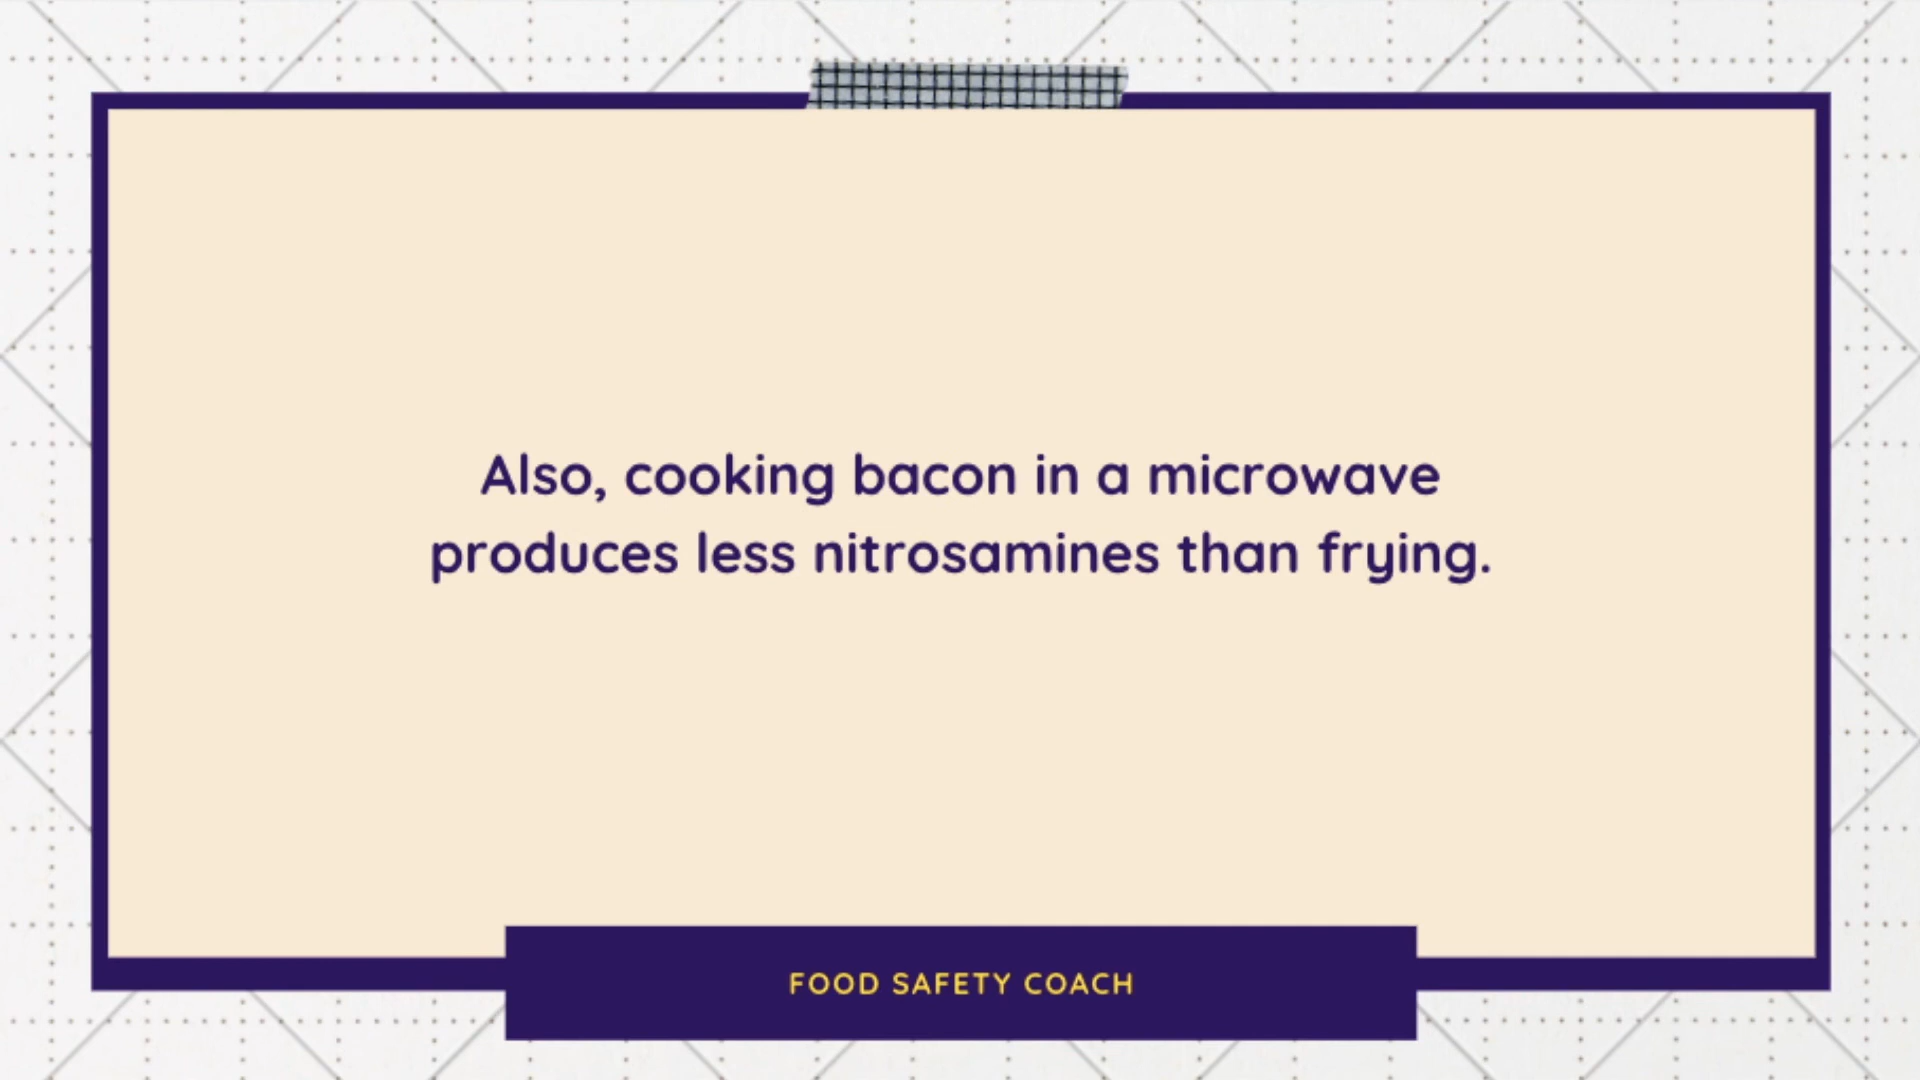 Also, cooking bacon in a microwave
produces less nitrosamines than frying.
FOOD SAFETY COACH